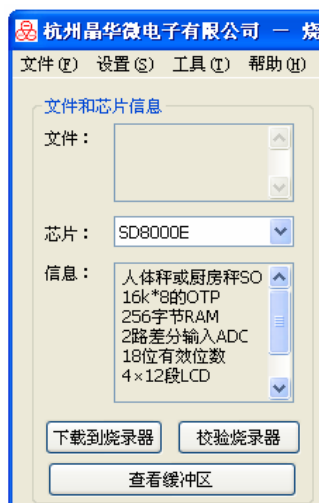 杭州晶华微电子有限公司 — 烧
文件(F) 设置(S) 工具(T) 帮助(H)
文件和芯片信息
文件：
芯片： SD8000E
信息： 人体秤或厨房秤SO
16k*8的OTP
256字节RAM
2路差分输入ADC
18位有效位数
4×12段LCD
下载到烧录器 校验烧录器
查看缓冲区